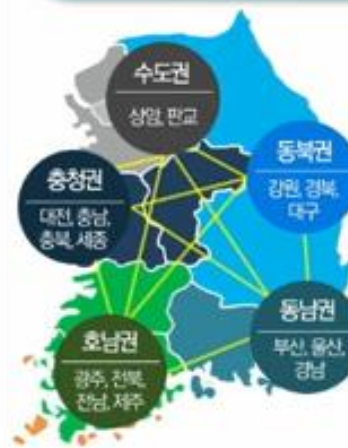 수도권
상암, 판교
충청권
대전, 충남,
충북, 세종
동북권
강원, 경북,
대구
호남권
광주, 전북,
전남, 제주
동남권
부산, 울산,
경남